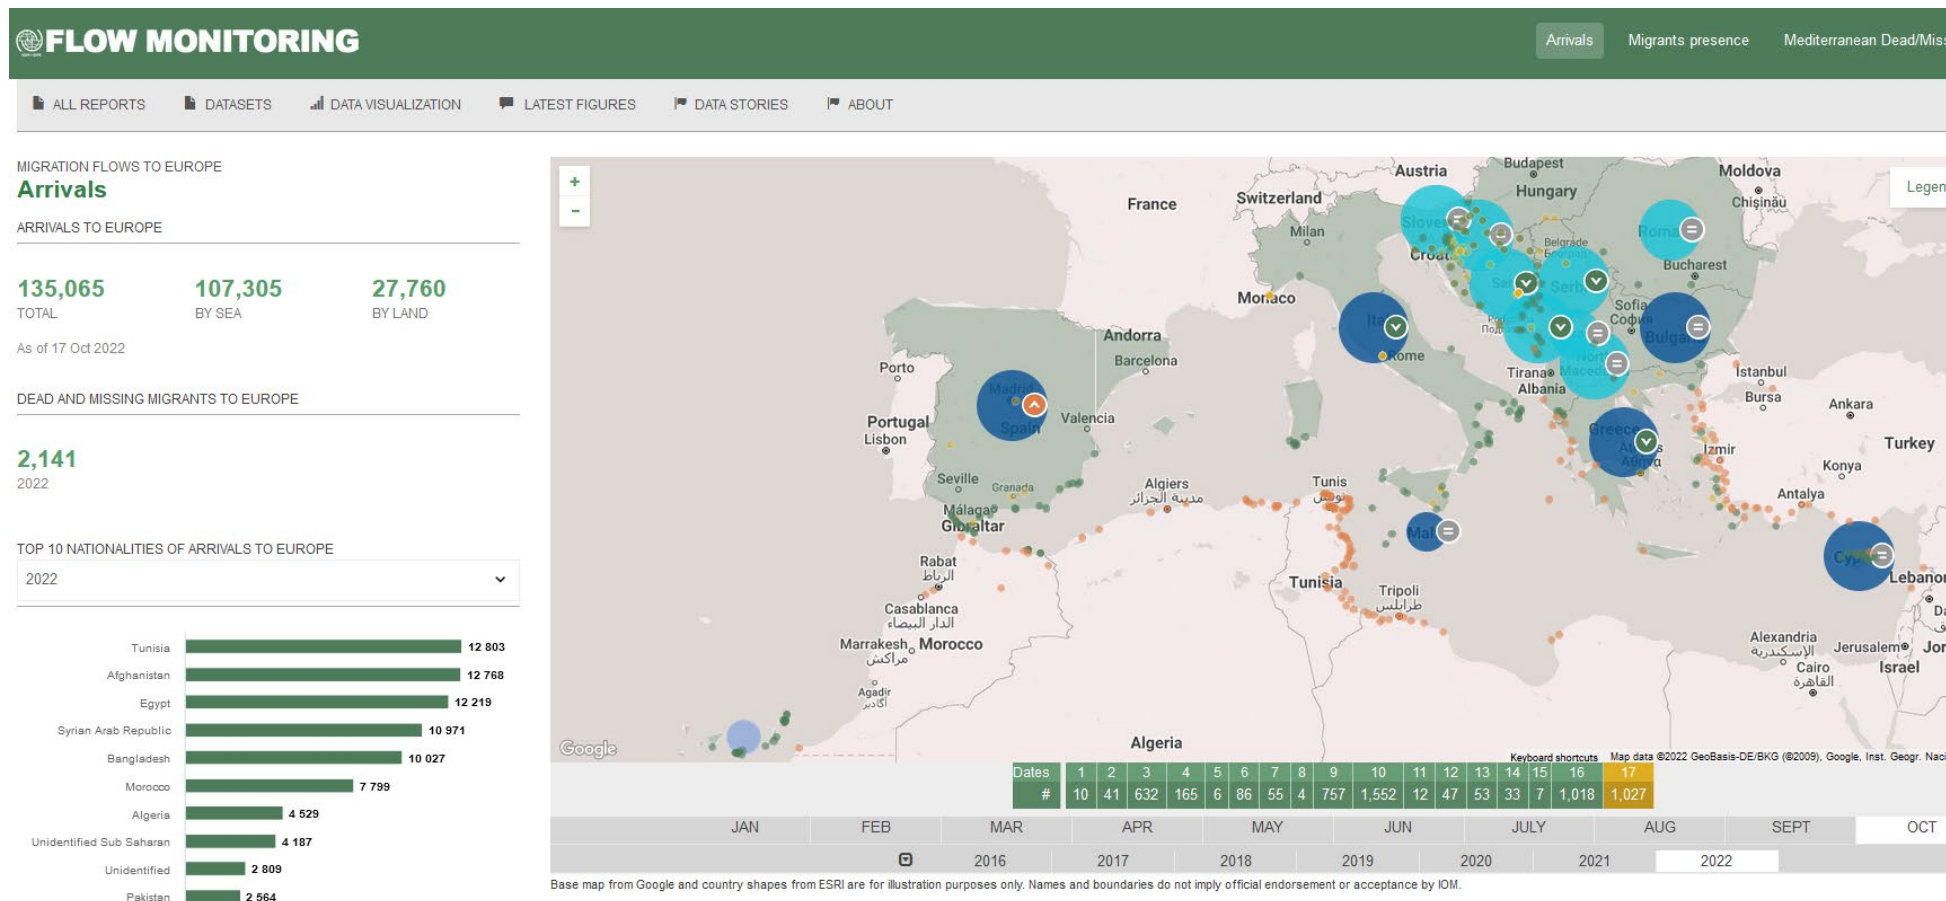 FLOW MONITORING
Arrivals Migrants presence Mediterranean Dead/Miss
ALL REPORTS DATASETS DATA VISUALIZATION LATEST FIGURES DATA STORIES ABOUT
MIGRATION FLOWS TO EUROPE
Arrivals
ARRIVALS TO EUROPE
135,065 107,305 27,760
TOTAL BY SEA BY LAND
As of 17 Oct 2022
DEAD AND MISSING MIGRANTS TO EUROPE
2,141
2022
TOP 10 NATIONALITIES OF ARRIVALS TO EUROPE
2022
Tunisia 12 803
Afghanistan 12 768
Egypt 12 219
Syrian Arab Republic 10 971
Bangladesh 10 027
Morocco 7 799
Algeria 4 529
Unidentified Sub Saharan 4 187
Unidentified 2 809
Pakistan 2 564
+
-
Legen
Austria
Budapest
Hungary
Moldova
Chișinău
France
Switzerland
Milan
Belgrade
Bucharest
Monaco
Sofia
София
Andorra
Barcelona
Rome
Porto
Madrid
Spain
Valencia
Portugal
Lisbon
Tirana
Albania
Istanbul
Bursa
Ankara
Turkey
Greece
Izmir
Konya
Antalya
Seville
Granada
Málaga
Gibraltar
Algiers
مدينة الجزائر
Tunis
تونس
Rabat
الرباط
Casablanca
الدار البيضاء
Marrakesh
مراكش
Morocco
Tunisia
Tripoli
طرابلس
Lebanon
Agadir
أكادير
Alexandria
الإسكندرية
Jerusalem
Jor
Cairo
القاهرة
Israel
Algeria
Google
Keyboard shortcuts Map data ©2022 GeoBasis-DE/BKG (©2009), Google, Inst. Geogr. Naci
Dates 1 2 3 4 5 6 7 8 9 10 11 12 13 14 15 16 17
# 10 41 632 165 6 86 55 4 757 1,552 12 47 53 33 7 1,018 1,027
JAN FEB MAR APR MAY JUN JULY AUG SEPT OCT
2016 2017 2018 2019 2020 2021 2022
Base map from Google and country shapes from ESRI are for illustration purposes only. Names and boundaries do not imply official endorsement or acceptance by IOM.